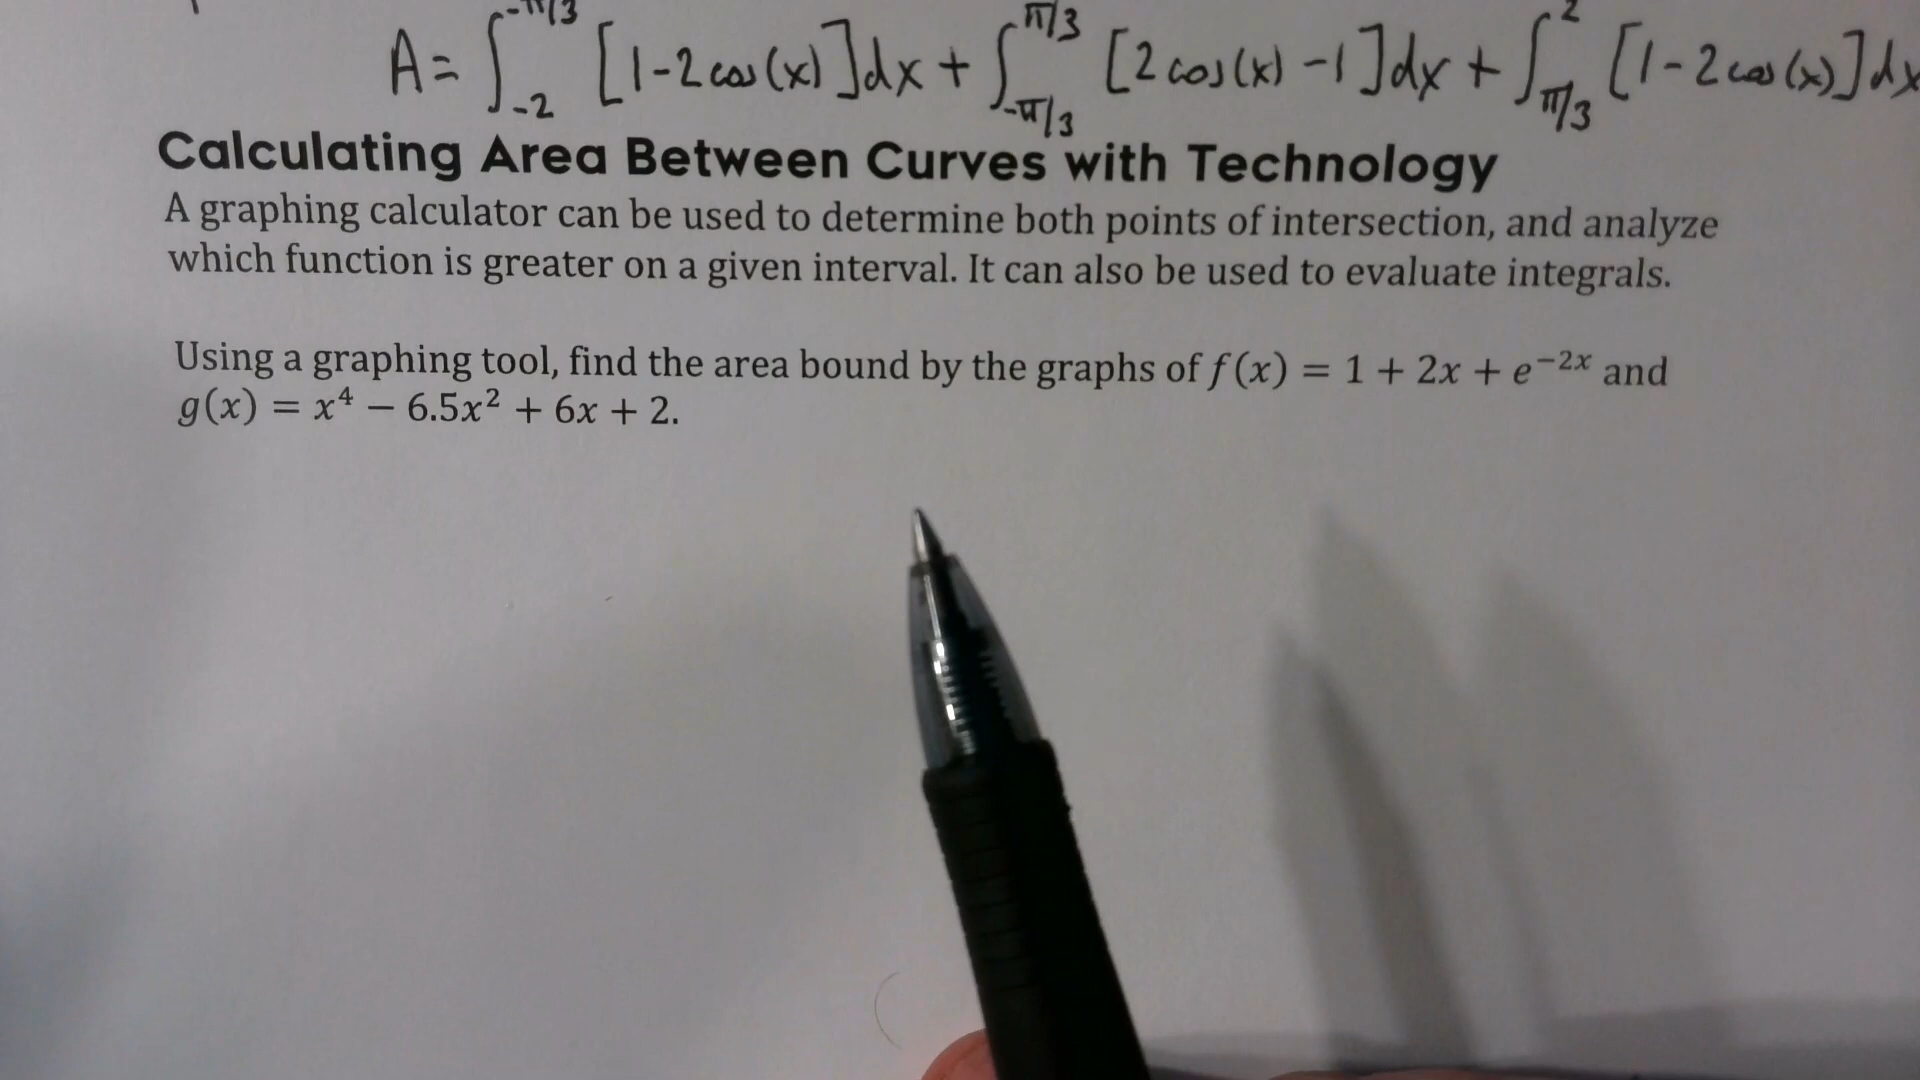 A = ∫_{-2}^{-π/3} [1-2cos(x)]dx + ∫_{-π/3}^{π/3} [2cos(x) -1]dx + ∫_{π/3}^{2} [1-2cos(x)]dx
Calculating Area Between Curves with Technology
A graphing calculator can be used to determine both points of intersection, and analyze
which function is greater on a given interval. It can also be used to evaluate integrals.
Using a graphing tool, find the area bound by the graphs of f(x) = 1 + 2x + e^{-2x} and
g(x) = x⁴ − 6.5x² + 6x + 2.